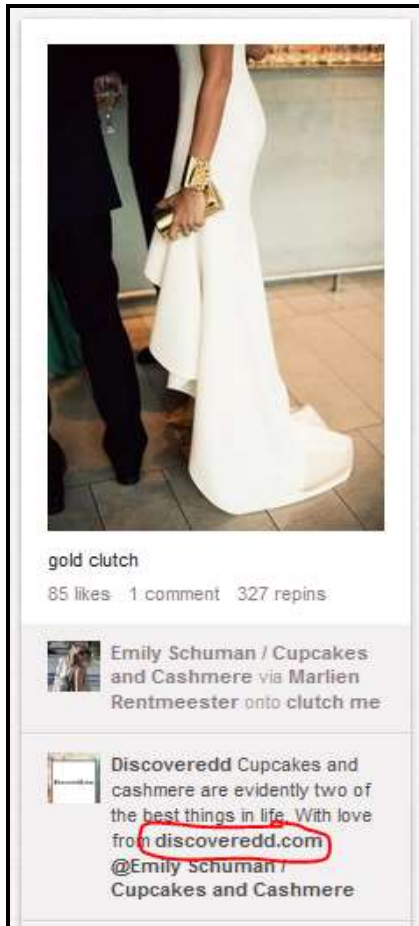 gold clutch
85 likes 1 comment 327 repins
Emily Schuman / Cupcakes
and Cashmere via Marlien
Rentmeester onto clutch me
Discoveredd Cupcakes and
cashmere are evidently two of
the best things in life. With love
from discoveredd.com
@Emily Schuman /
Cupcakes and Cashmere